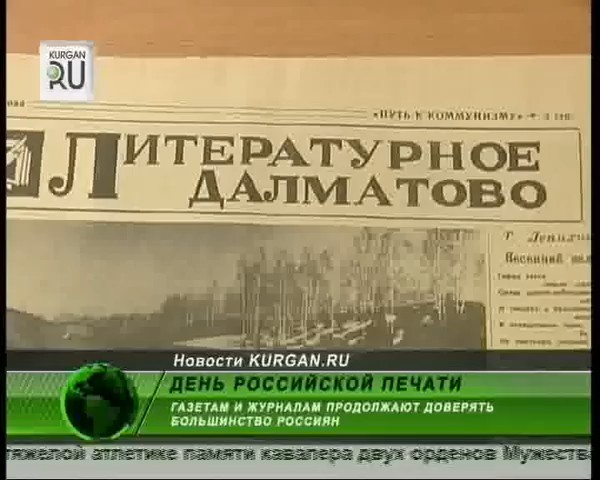 KURGAN
RU
«ПУТЬ К КОММУНИЗМУ»
ЛИТЕРАТУРНОЕ
ДАЛМАТОВО
Новости KURGAN.RU
ДЕНЬ РОССИЙСКОЙ ПЕЧАТИ
ГАЗЕТАМ И ЖУРНАЛАМ ПРОДОЛЖАЮТ ДОВЕРЯТЬ
БОЛЬШИНСТВО РОССИЯН
тяжелой атлетике памяти кавалера двух орденов Мужества